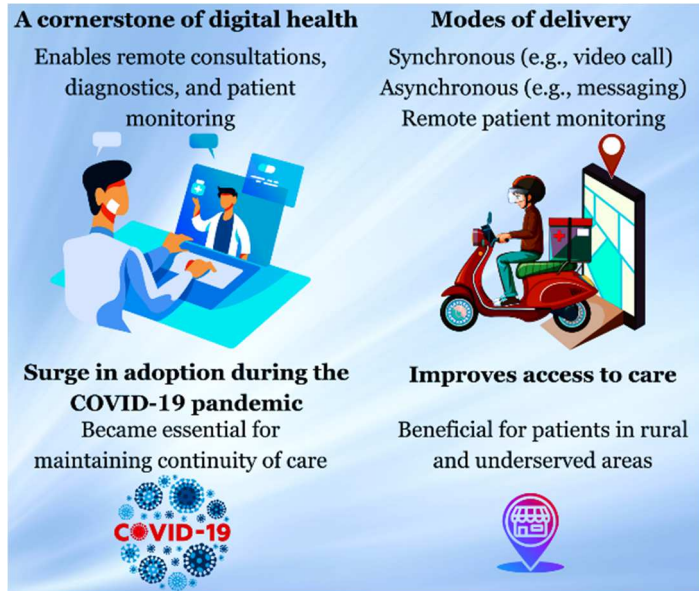 A cornerstone of digital health
Enables remote consultations,
diagnostics, and patient
monitoring
Modes of delivery
Synchronous (e.g., video call)
Asynchronous (e.g., messaging)
Remote patient monitoring
Surge in adoption during the
COVID-19 pandemic
Became essential for
maintaining continuity of care
COVID-19
Improves access to care
Beneficial for patients in rural
and underserved areas